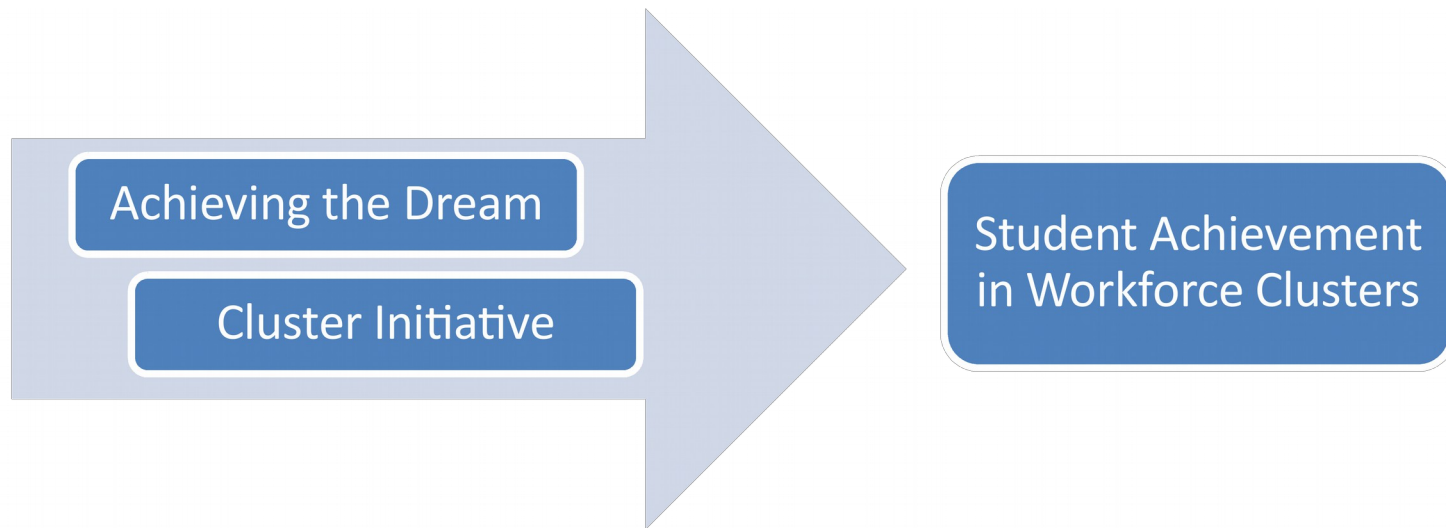 Achieving the Dream
Cluster Initiative
Student Achievement
in Workforce Clusters